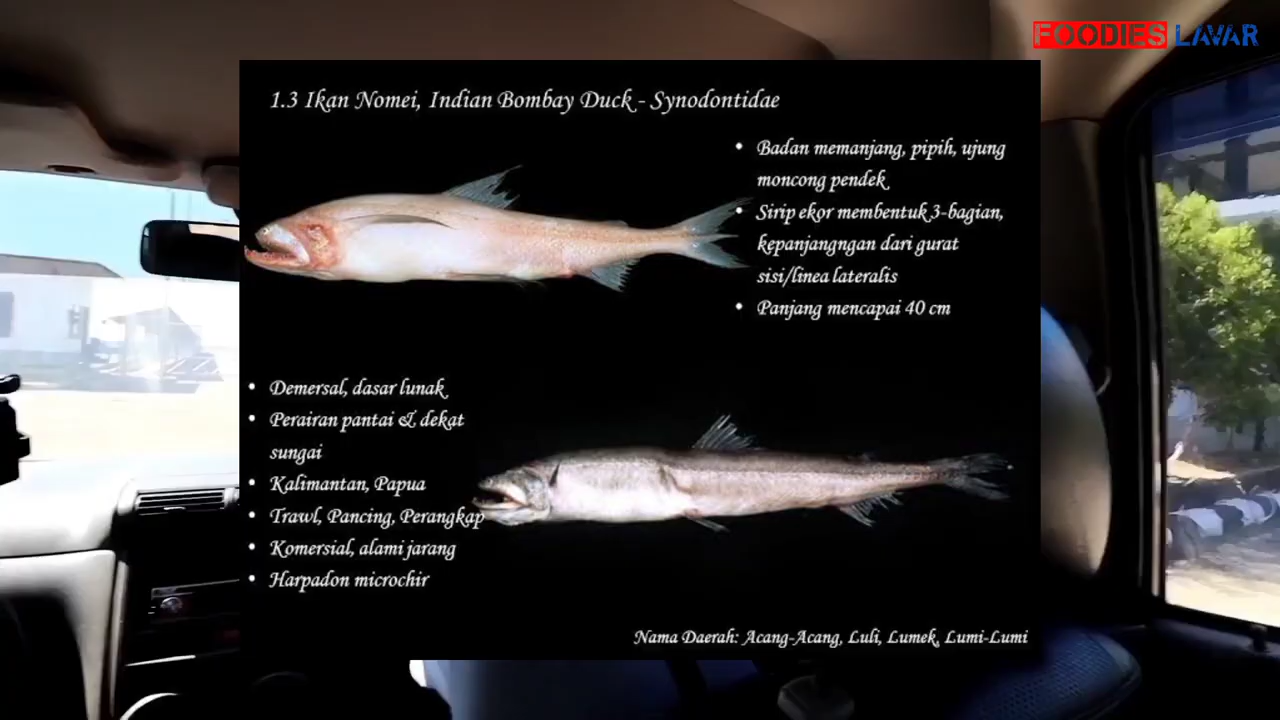 FOODIES LAVAR
1.3 Ikan Nomei, Indian Bombay Duck - Synodontidae
• Badan memanjang, pipih, ujung
moncong pendek
• Sirip ekor membentuk 3-bagian,
kepanjangngan dari gurat
sisi/linea lateralis
• Panjang mencapai 40 cm
• Demersal, dasar lunak
• Perairan pantai & dekat
sungai
• Kalimantan, Papua
• Trawl, Pancing, Perangkap
• Komersial, alami jarang
• Harpadon microchir
Nama Daerah: Acang-Acang, Luli, Lumek, Lumi-Lumi